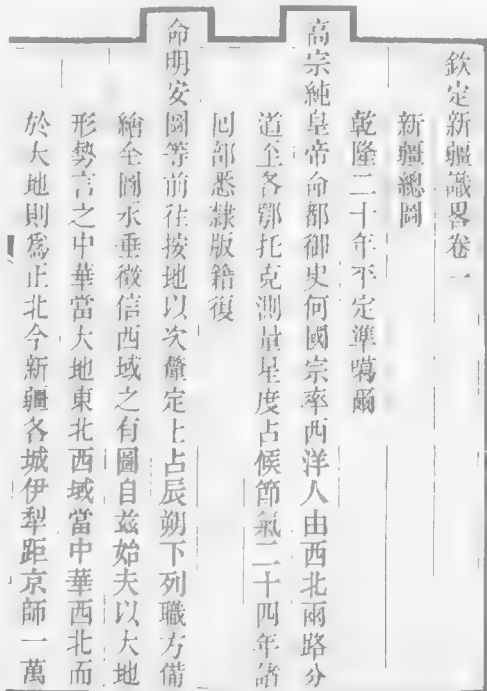 欽定新疆識畧卷一
新疆總圖
乾隆二十年平定準噶爾
高宗純皇帝命都御史何國宗率西洋人由西北兩路分
道至各鄂托克測量星度占候節氣二十四年諸
回部悉隸版籍復
命明安圖等前往按地以次釐定上占辰朔下列職方備
繪全圖永垂徵信西域之有圖自茲始夫以大地
形勢言之中華當大地東北西域當中華西北而
於大地則爲正北今新疆各城伊犁距京師一萬